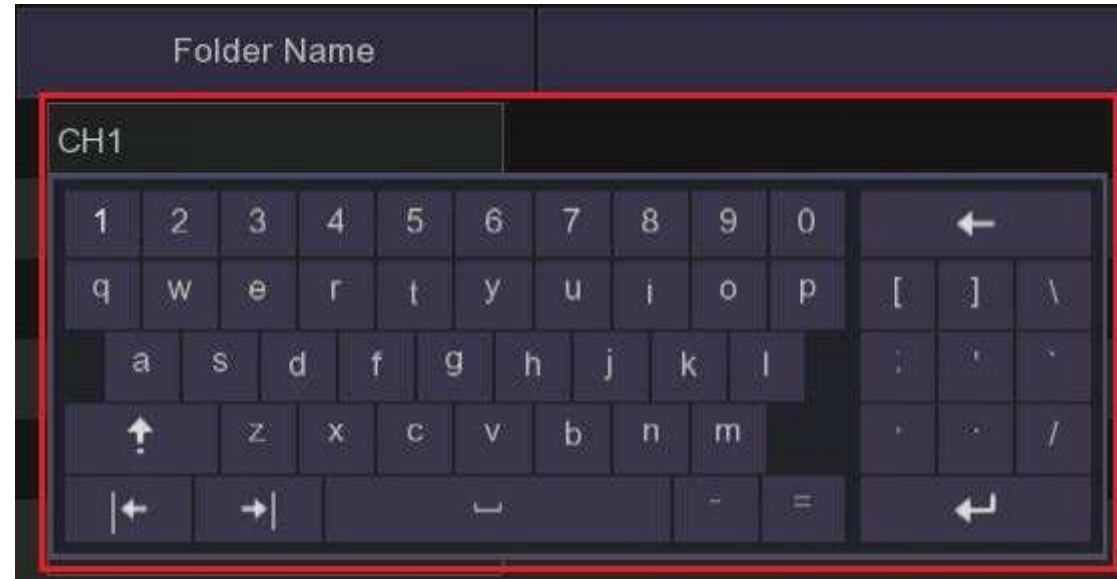 Folder Name
CH1
1 2 3 4 5 6 7 8 9 0 ←
q w e r t y u i o p [ ] \
a s d f g h j k l ; ' `
z x c v b n m , . /
|← →| ⎵ - = ↵